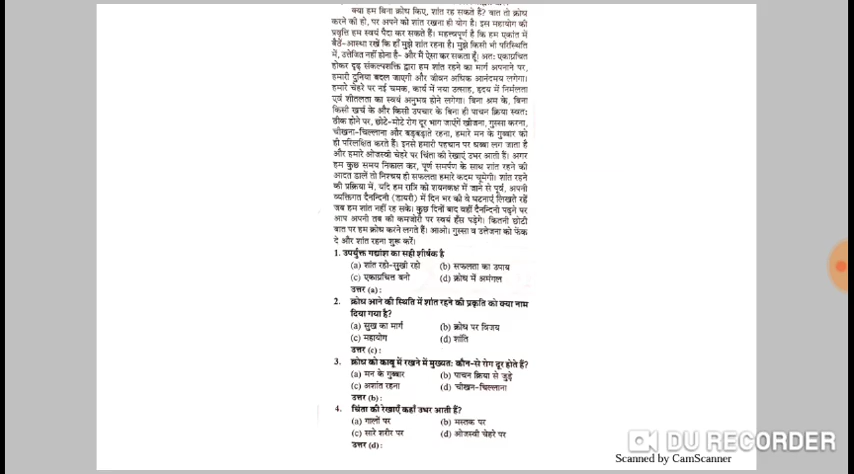 क्या हम बिना क्रोध किए, शांत रह सकते हैं? बात तो क्रोध
करने की हो, पर अपने को शांत रखना ही योग है। इस महायोग की
प्रवृत्ति हम स्वयं पैदा कर सकते हैं। महत्त्वपूर्ण है कि हम एकांत में
बैठें-आस्था रखें कि हाँ मुझे शांत रहना है। मुझे किसी भी परिस्थिति
में, उत्तेजित नहीं होना है- और मैं ऐसा कर सकता हूँ। अतः एकाग्रचित
होकर दृढ़ संकल्पशक्ति द्वारा हम शांत रहने का मार्ग अपनाने पर,
हमारी दुनिया बदल जाएगी और जीवन अधिक आनंदमय लगेगा।
हमारे चेहरे पर नई चमक, कार्य में नया उत्साह, हृदय में निर्मलता
एवं शीतलता का स्वयं अनुभव होने लगेगा। बिना श्रम के, बिना
किसी खर्च के और किसी उपचार के बिना ही पाचन क्रिया स्वतः
ठीक होने पर, छोटे-मोटे रोग दूर भाग जाएंगे खीजना, गुस्सा करना,
चीखना-चिल्लाना और बड़बड़ाते रहना, हमारे मन के गुब्बार को
ही परिलक्षित करते हैं। इनसे हमारी पहचान पर धब्बा लग जाता है
और हमारे ओजस्वी चेहरे पर चिंता की रेखाएं उभर आती हैं। अगर
हम कुछ समय निकाल कर, पूर्ण समर्पण के साथ शांत रहने की
आदत डालें तो निश्चय ही सफलता हमारे कदम चूमेगी। शांत रहने
की प्रक्रिया में, यदि हम रात्रि को शयनकक्ष में जाने से पूर्व, अपनी
व्यक्तिगत दैनन्दिनी (डायरी) में दिन भर की वे घटनाएं लिखते रहें
जब हम शांत नहीं रह सके। कुछ दिनों बाद वही दैनन्दिनी पढ़ने पर
आप अपनी तब की कमजोरी पर स्वयं हँस पड़ेंगे। कितनी छोटी
बात पर हम क्रोध करने लगते हैं। आओ। गुस्सा व उत्तेजना को फेंक
दे और शांत रहना शुरू करें।
1. उपर्युक्त गद्यांश का सही शीर्षक है
(a) शांत रहो-सुखी रहो (b) सफलता का उपाय
(c) एकाग्रचित बनो (d) क्रोध में अमंगल
उत्तर (a) :
2. क्रोध आने की स्थिति में शांत रहने की प्रकृति को क्या नाम
दिया गया है?
(a) सुख का मार्ग (b) क्रोध पर विजय
(c) महायोग (d) शांति
उत्तर (c) :
3. क्रोध को काबू में रखने में मुख्यतः कौन-से रोग दूर होते हैं?
(a) मन के गुब्बार (b) पाचन क्रिया से जुड़े
(c) अशांत रहना (d) चीखन-चिल्लाना
उत्तर (b) :
4. चिंता की रेखाएँ कहाँ उभर आती हैं?
(a) गालों पर (b) मस्तक पर
(c) सारे शरीर पर (d) ओजस्वी चेहरे पर
उत्तर (d) :
DU RECORDER
Scanned by CamScanner